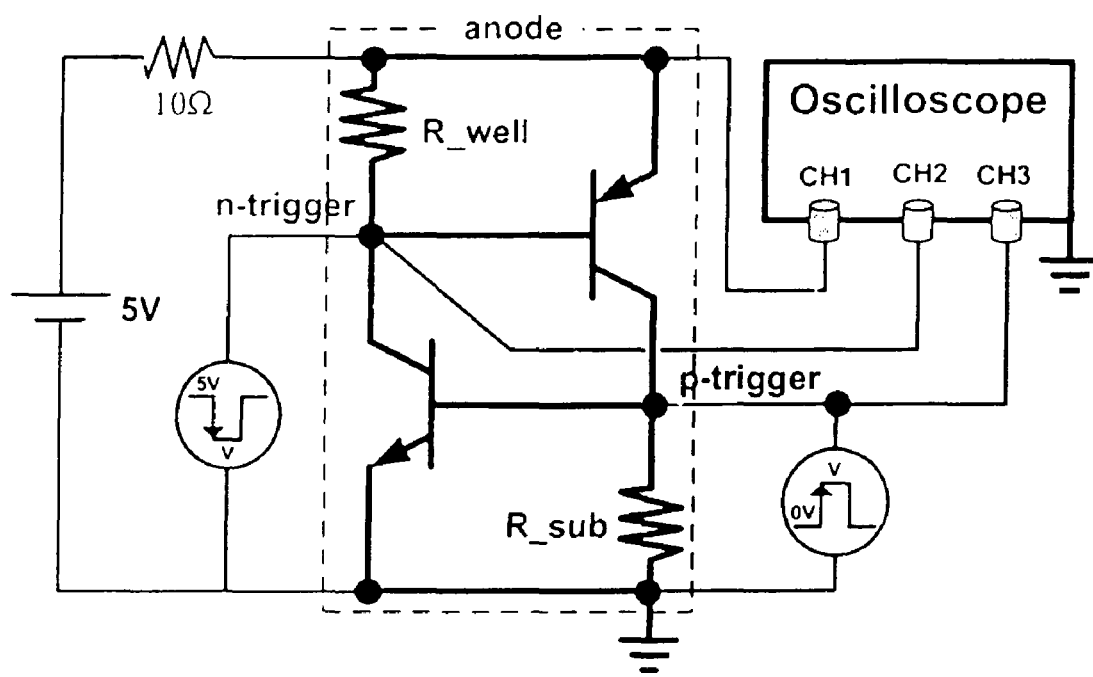 anode
10Ω
R_well
Oscilloscope
CH1 CH2 CH3
n-trigger
5V
5V
V
p-trigger
V
0V
R_sub